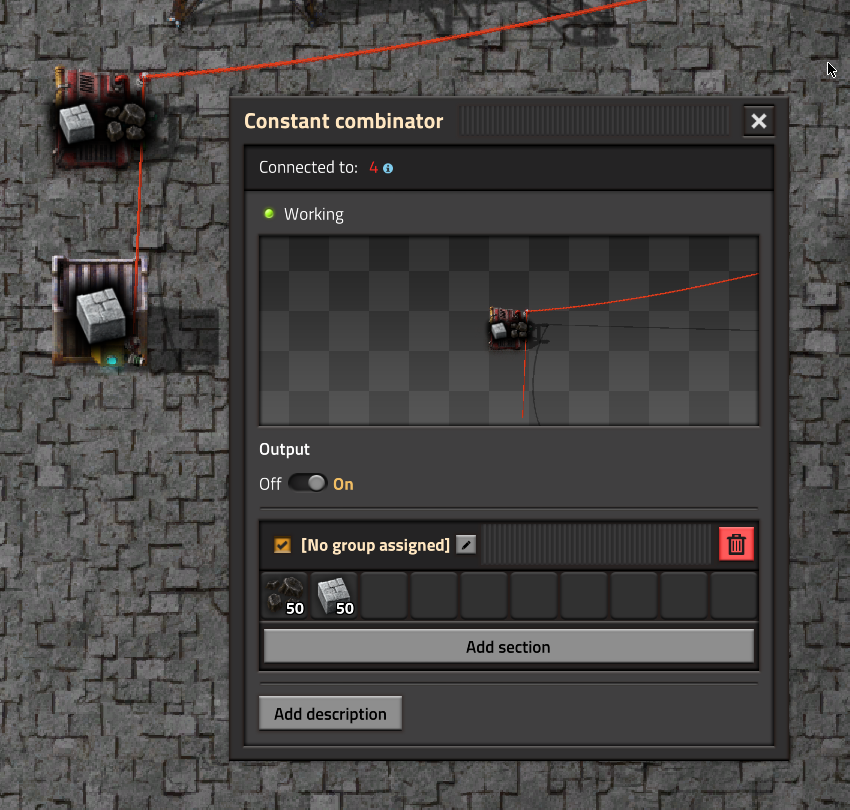 Constant combinator
Connected to: 4
Working
Output
Off On
[No group assigned]
50 50
Add section
Add description